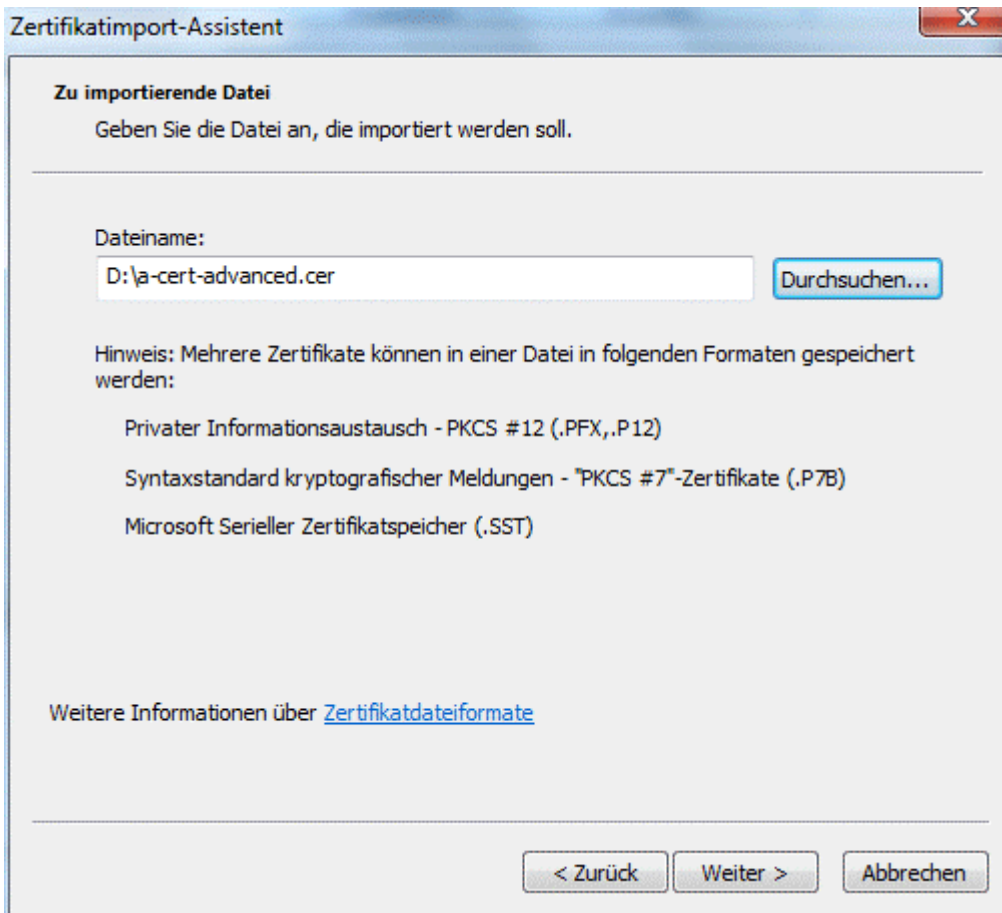 Zertifikatimport-Assistent
Zu importierende Datei
Geben Sie die Datei an, die importiert werden soll.
Dateiname:
D:\a-cert-advanced.cer
Durchsuchen...
Hinweis: Mehrere Zertifikate können in einer Datei in folgenden Formaten gespeichert
werden:
Privater Informationsaustausch - PKCS #12 (.PFX,.P12)
Syntaxstandard kryptografischer Meldungen - "PKCS #7"-Zertifikate (.P7B)
Microsoft Serieller Zertifikatspeicher (.SST)
Weitere Informationen über Zertifikatdateiformate
< Zurück Weiter > Abbrechen